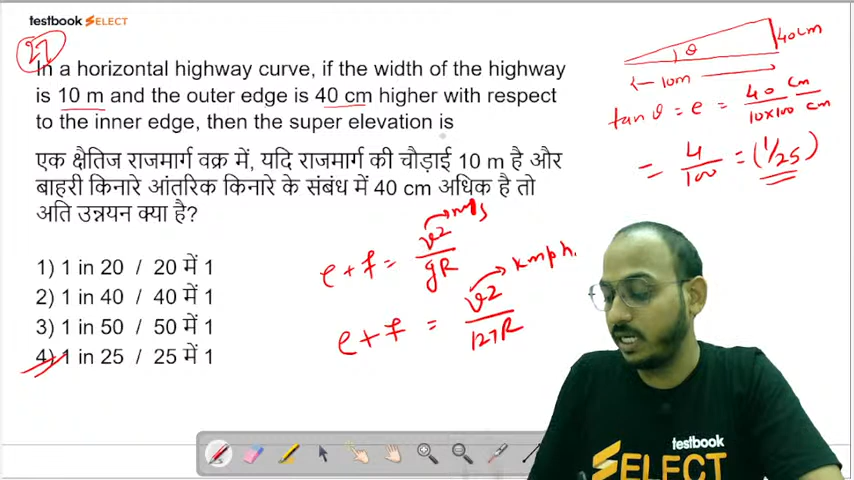 testbook SELECT
27
In a horizontal highway curve, if the width of the highway
is 10 m and the outer edge is 40 cm higher with respect
to the inner edge, then the super elevation is
एक क्षैतिज राजमार्ग वक्र में, यदि राजमार्ग की चौड़ाई 10 m है और
बाहरी किनारे आंतरिक किनारे के संबंध में 40 cm अधिक है तो
अति उन्नयन क्या है?
1) 1 in 20 / 20 में 1
2) 1 in 40 / 40 में 1
3) 1 in 50 / 50 में 1
4) 1 in 25 / 25 में 1
θ
40cm
10m
tan θ = e = 40 cm / 10x100 cm
= 4/100 = (1/25)
e + f = v2/gR
m/s
e + f = v2/127R
kmph.
testbook
SELECT